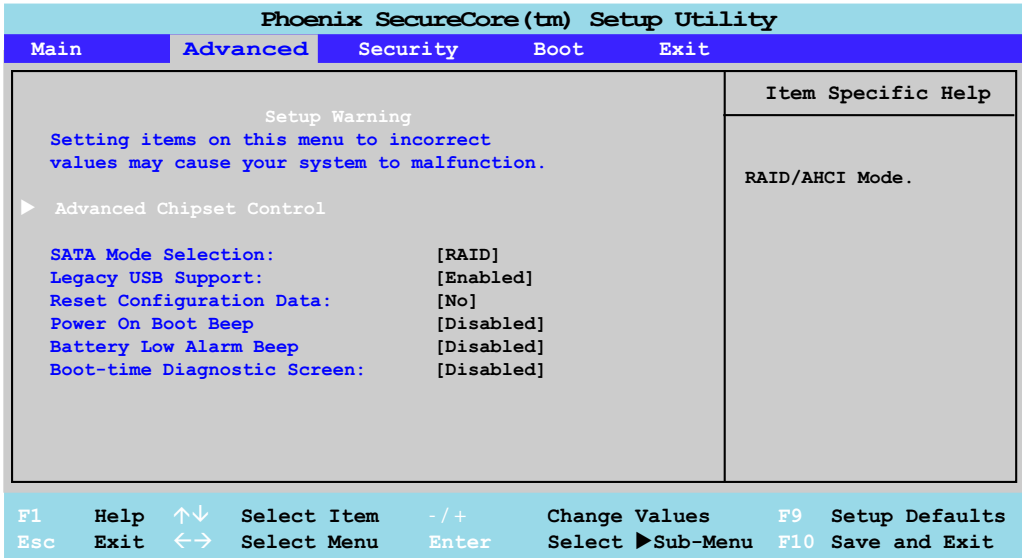 Phoenix SecureCore(tm) Setup Utility
Main Advanced Security Boot Exit
Item Specific Help
Setup Warning
Setting items on this menu to incorrect
values may cause your system to malfunction.
RAID/AHCI Mode.
▶ Advanced Chipset Control
SATA Mode Selection: [RAID]
Legacy USB Support: [Enabled]
Reset Configuration Data: [No]
Power On Boot Beep [Disabled]
Battery Low Alarm Beep [Disabled]
Boot-time Diagnostic Screen: [Disabled]
F1 Help ↑↓ Select Item -/+ Change Values F9 Setup Defaults
Esc Exit ←→ Select Menu Enter Select ▶Sub-Menu F10 Save and Exit